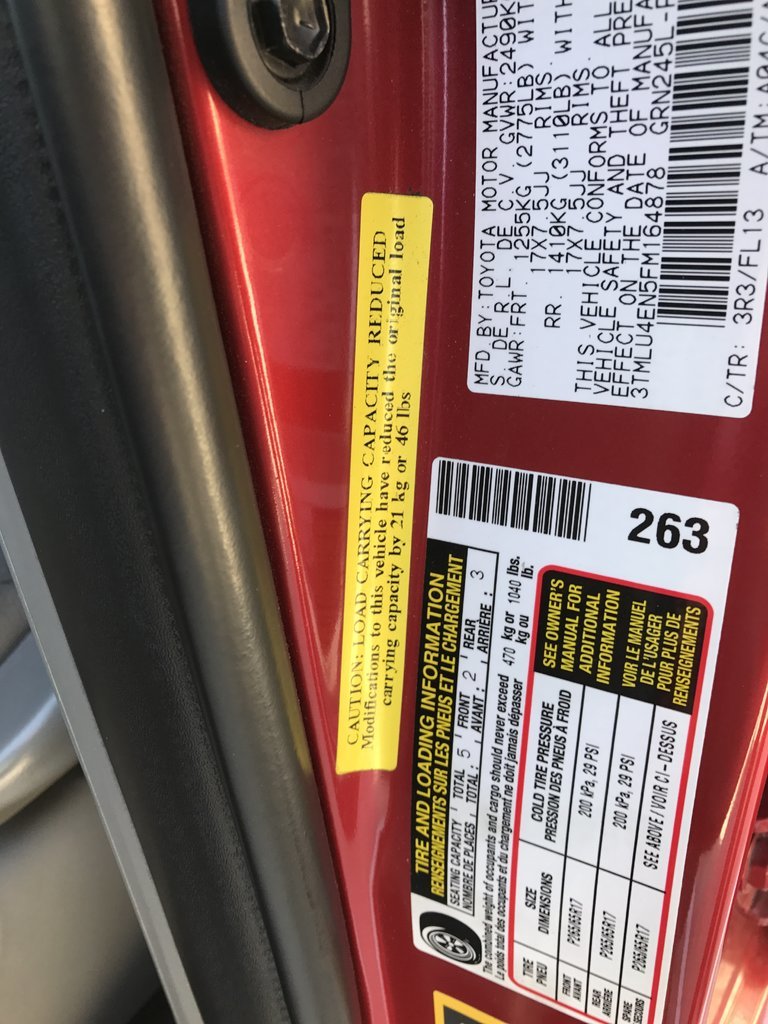 MFD.BY:TOYOTA MOTOR MANUFACTU
S. DE R.L. DE C.V. GVWR:2490K
GAWR:FRT. 1255KG (2775LB) WIT
17X7.5JJ RIMS.
RR. 1410KG (3110LB) WITH
17X7.5JJ RIMS.
THIS VEHICLE CONFORMS TO ALL
VEHICLE SAFETY AND THEFT PRE
EFFECT ON THE DATE OF MANUFA
3TMLU4EN5FM164878 GRN245L-
C/TR: 3R3/FL13 A/TM:
CAUTION: LOAD CARRYING CAPACITY REDUCED
Modifications to this vehicle have reduced the original load
carrying capacity by 21 kg or 46 lbs
263
TIRE AND LOADING INFORMATION
RENSEIGNEMENTS SUR LES PNEUS ET LE CHARGEMENT
SEATING CAPACITY TOTAL 5 FRONT 2 REAR 3
NOMBRE DE PLACES TOTAL: AVANT: ARRIÈRE:
The combined weight of occupants and cargo should never exceed 470 kg or 1040 lbs.
Le poids total des occupants et du chargement ne doit jamais dépasser kg ou lb.
TIRE SIZE COLD TIRE PRESSURE
PNEU DIMENSIONS PRESSION DES PNEUS À FROID
FRONT P265/65R17 200 kPa, 29 PSI
AVANT
REAR P265/65R17 200 kPa, 29 PSI
ARRIÈRE
SPARE P265/65R17 SEE ABOVE / VOIR CI-DESSUS
SECOURS
SEE OWNER'S
MANUAL FOR
ADDITIONAL
INFORMATION
VOIR LE MANUEL
DE L'USAGER
POUR PLUS DE
RENSEIGNEMENTS